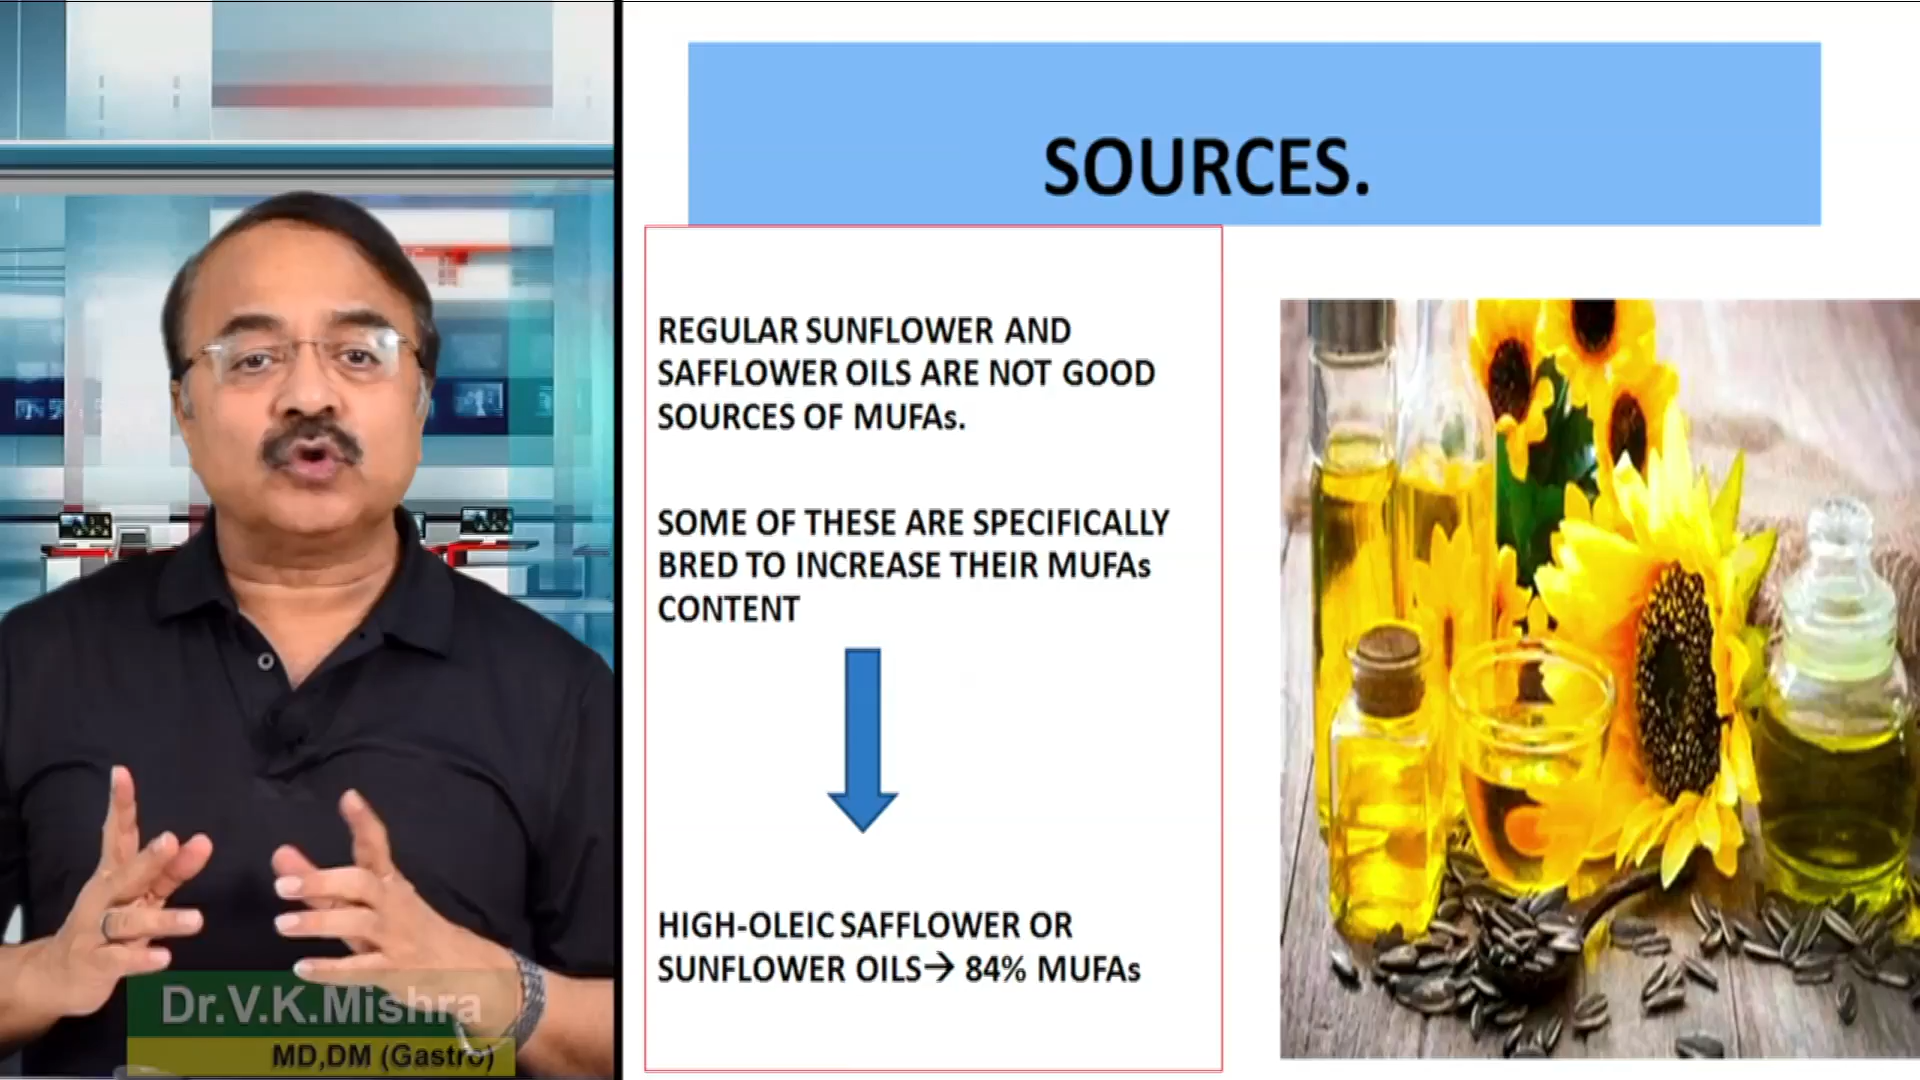 SOURCES.
REGULAR SUNFLOWER AND
SAFFLOWER OILS ARE NOT GOOD
SOURCES OF MUFAs.
SOME OF THESE ARE SPECIFICALLY
BRED TO INCREASE THEIR MUFAs
CONTENT
HIGH-OLEIC SAFFLOWER OR
SUNFLOWER OILS→ 84% MUFAs
Dr.V.K.Mishra
MD,DM (Gastro)